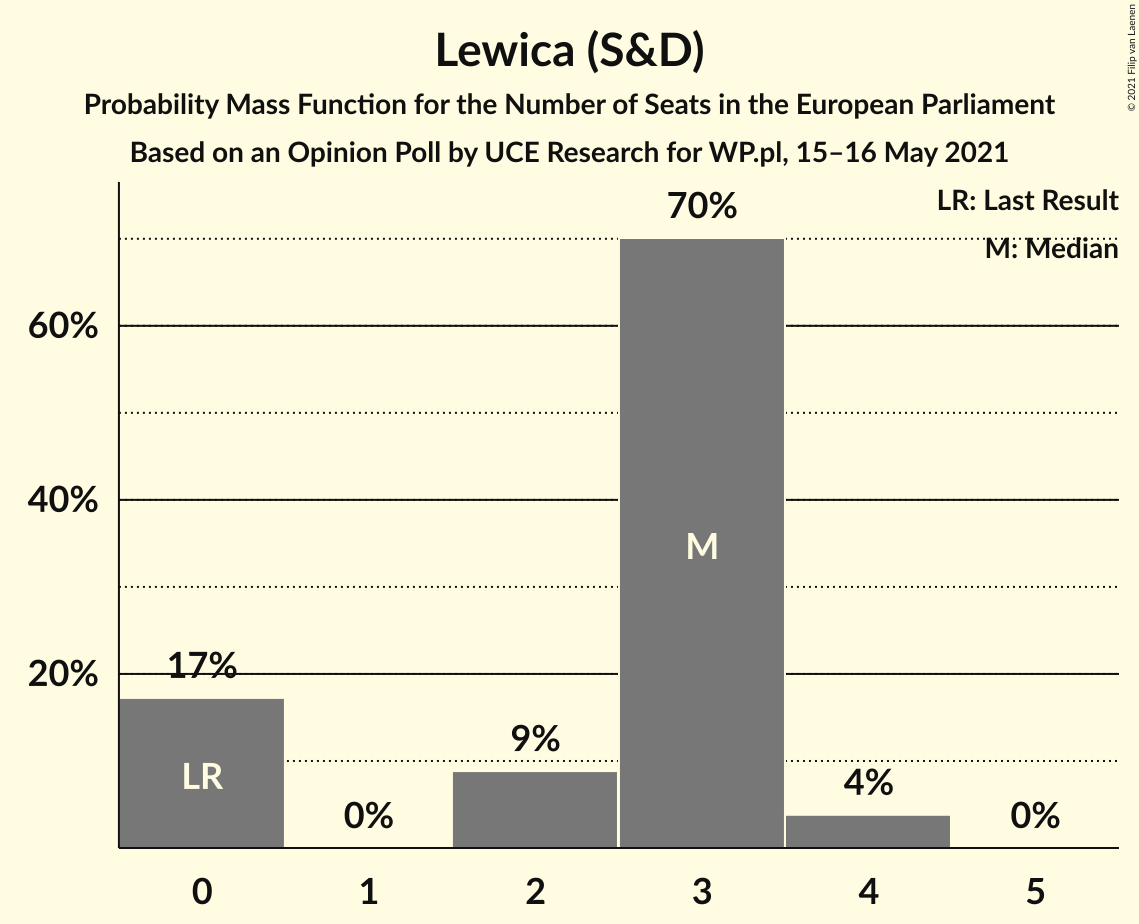 Lewica (S&D)
Probability Mass Function for the Number of Seats in the European Parliament
Based on an Opinion Poll by UCE Research for WP.pl, 15–16 May 2021
© 2021 Filip van Laenen
LR: Last Result
M: Median
70%
60%
40%
20%
17%
9%
4%
0%
0%
M
LR
0 1 2 3 4 5